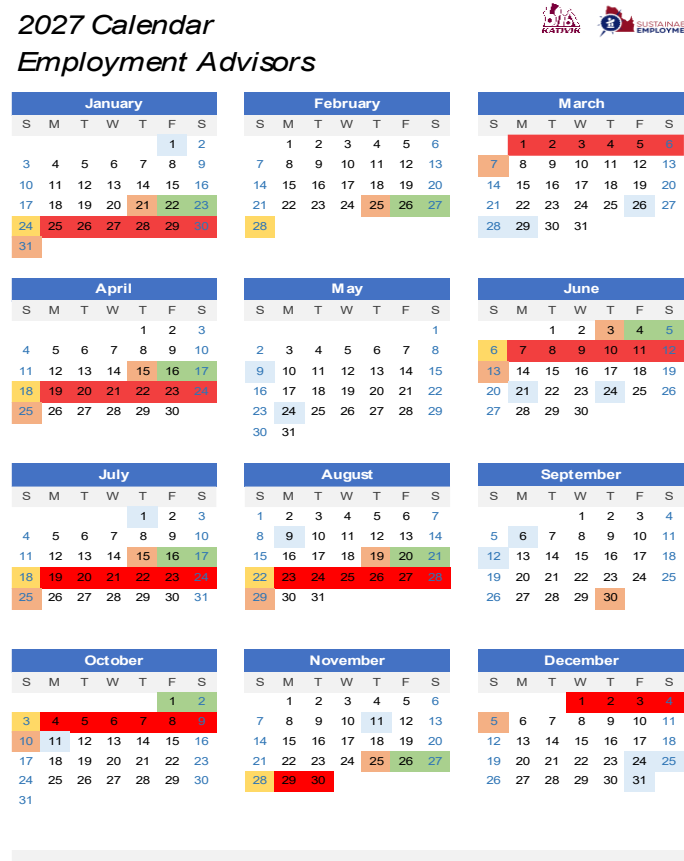 2027 Calendar
Employment Advisors
KATIVIK
SUSTAINAB
EMPLOYME
January February March
S M T W T F S S M T W T F S S M T W T F S
1 2 1 2 3 4 5 6 1 2 3 4 5 6
3 4 5 6 7 8 9 7 8 9 10 11 12 13 7 8 9 10 11 12 13
10 11 12 13 14 15 16 14 15 16 17 18 19 20 14 15 16 17 18 19 20
17 18 19 20 21 22 23 21 22 23 24 25 26 27 21 22 23 24 25 26 27
24 25 26 27 28 29 30 28 28 29 30 31
31
April May June
S M T W T F S S M T W T F S S M T W T F S
1 2 3 1 1 2 3 4 5
4 5 6 7 8 9 10 2 3 4 5 6 7 8 6 7 8 9 10 11 12
11 12 13 14 15 16 17 9 10 11 12 13 14 15 13 14 15 16 17 18 19
18 19 20 21 22 23 24 16 17 18 19 20 21 22 20 21 22 23 24 25 26
25 26 27 28 29 30 23 24 25 26 27 28 29 27 28 29 30
30 31
July August September
S M T W T F S S M T W T F S S M T W T F S
1 2 3 1 2 3 4 5 6 7 1 2 3 4
4 5 6 7 8 9 10 8 9 10 11 12 13 14 5 6 7 8 9 10 11
11 12 13 14 15 16 17 15 16 17 18 19 20 21 12 13 14 15 16 17 18
18 19 20 21 22 23 24 22 23 24 25 26 27 28 19 20 21 22 23 24 25
25 26 27 28 29 30 31 29 30 31 26 27 28 29 30
October November December
S M T W T F S S M T W T F S S M T W T F S
1 2 1 2 3 4 5 6 1 2 3 4
3 4 5 6 7 8 9 7 8 9 10 11 12 13 5 6 7 8 9 10 11
10 11 12 13 14 15 16 14 15 16 17 18 19 20 12 13 14 15 16 17 18
17 18 19 20 21 22 23 21 22 23 24 25 26 27 19 20 21 22 23 24 25
24 25 26 27 28 29 30 28 29 30 26 27 28 29 30 31
31